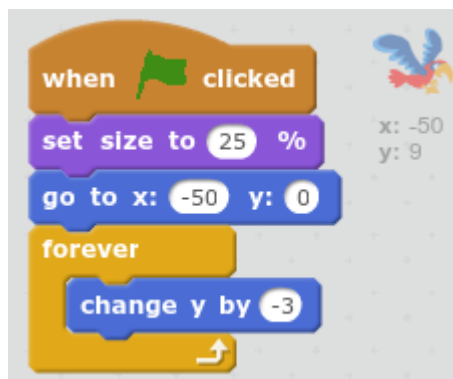 when clicked
set size to 25 %
go to x: -50 y: 0
forever
change y by -3
x: -50
y: 9